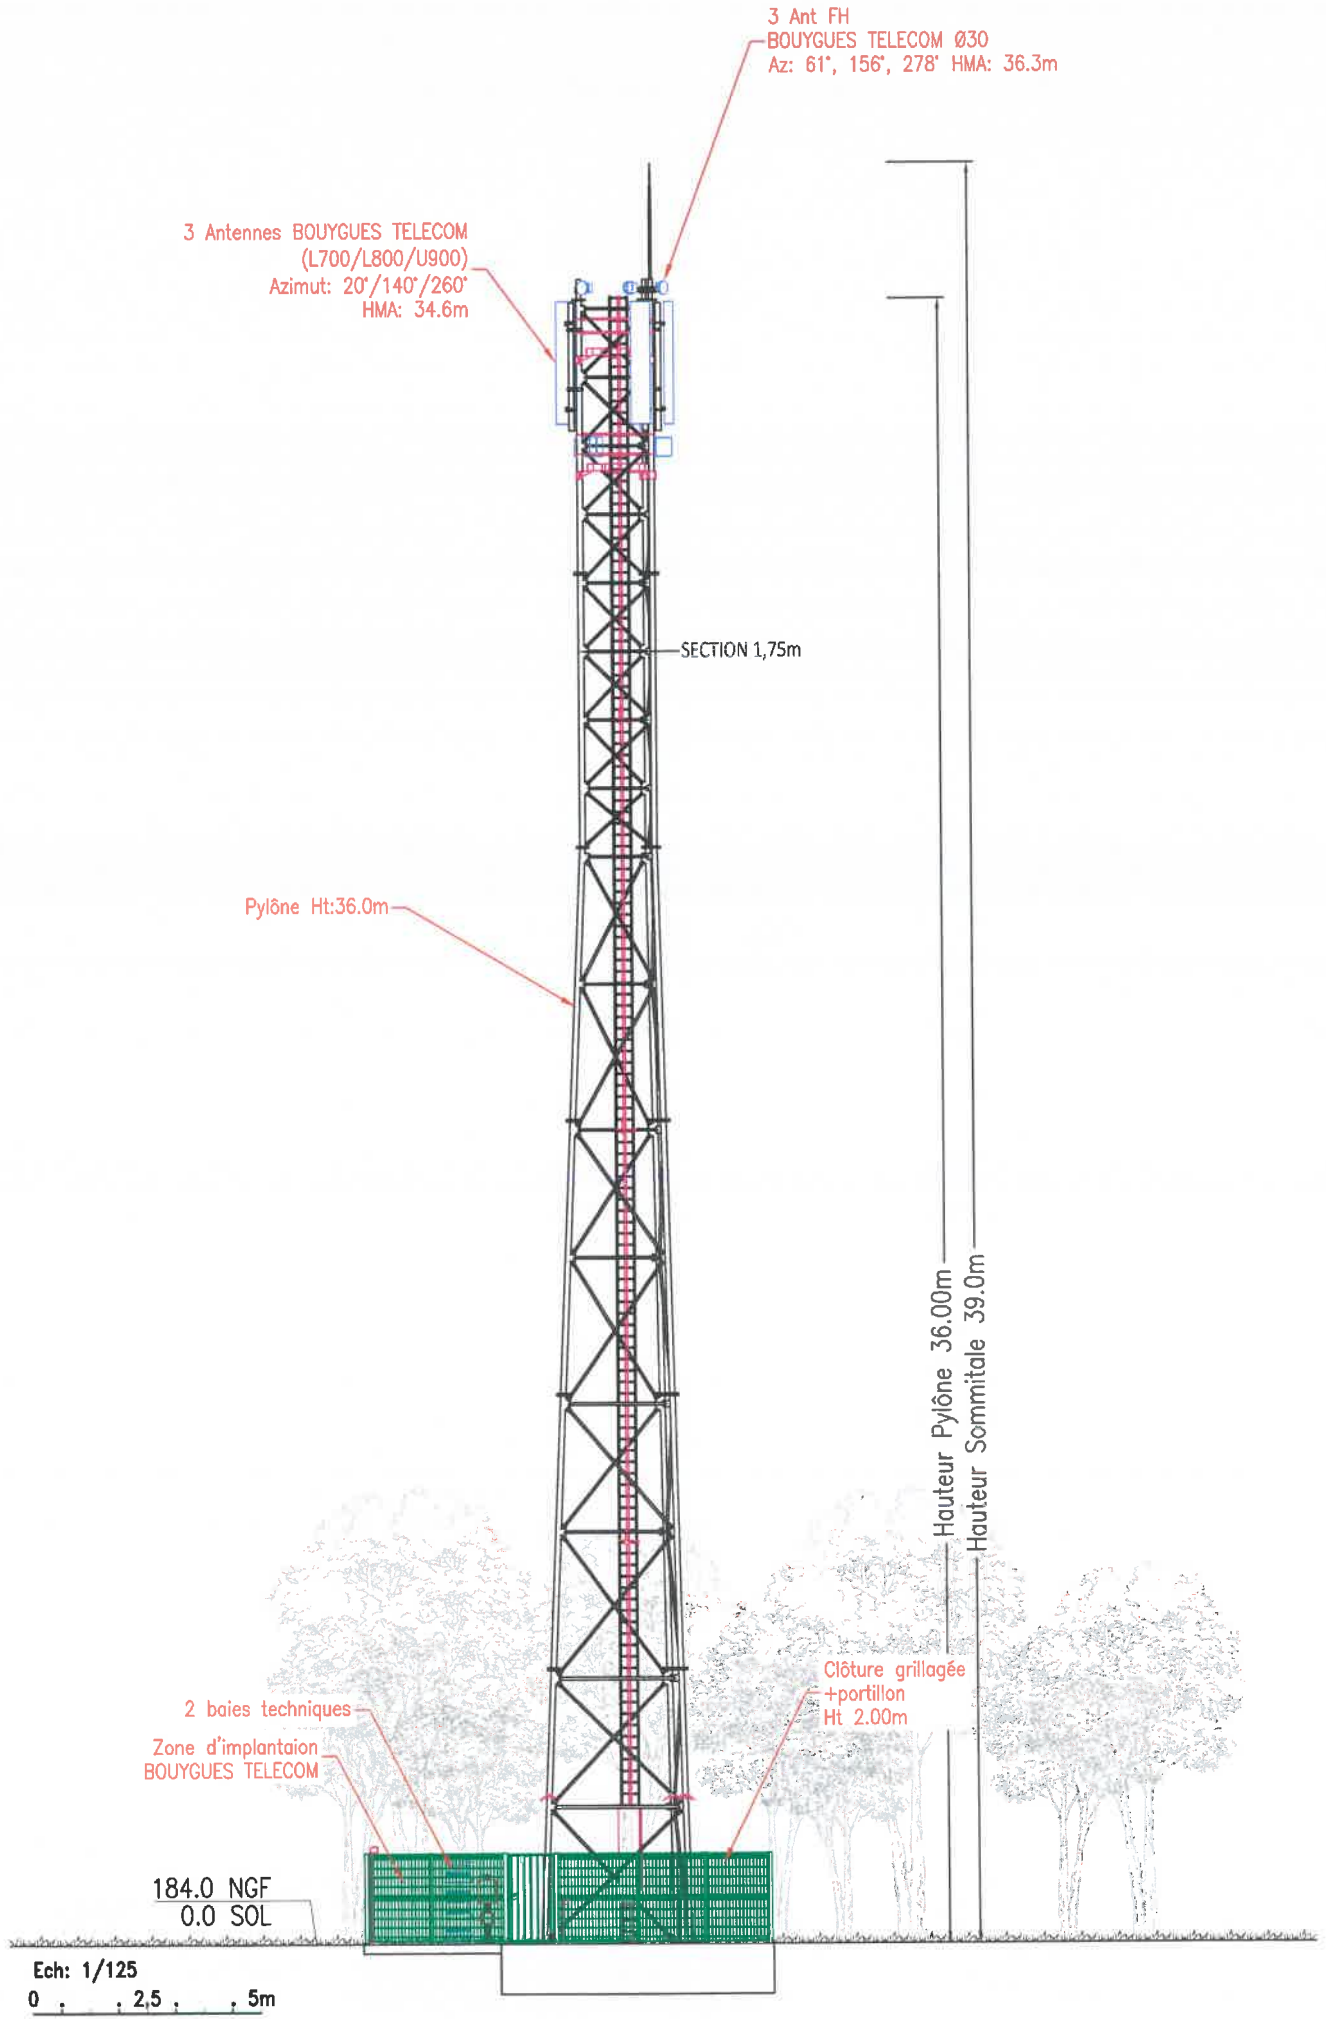 3 Ant FH
BOUYGUES TELECOM Ø30
Az: 61°, 156°, 278° HMA: 36.3m
3 Antennes BOUYGUES TELECOM
(L700/L800/U900)
Azimut: 20°/140°/260°
HMA: 34.6m
SECTION 1,75m
Pylône Ht:36.0m
Hauteur Pylône 36.00m
Hauteur Sommitale 39.0m
Clôture grillagée
+portillon
Ht 2.00m
2 baies techniques
Zone d'implantaion
BOUYGUES TELECOM
184.0 NGF
0.0 SOL
Ech: 1/125
0 . . 2,5 . . 5m